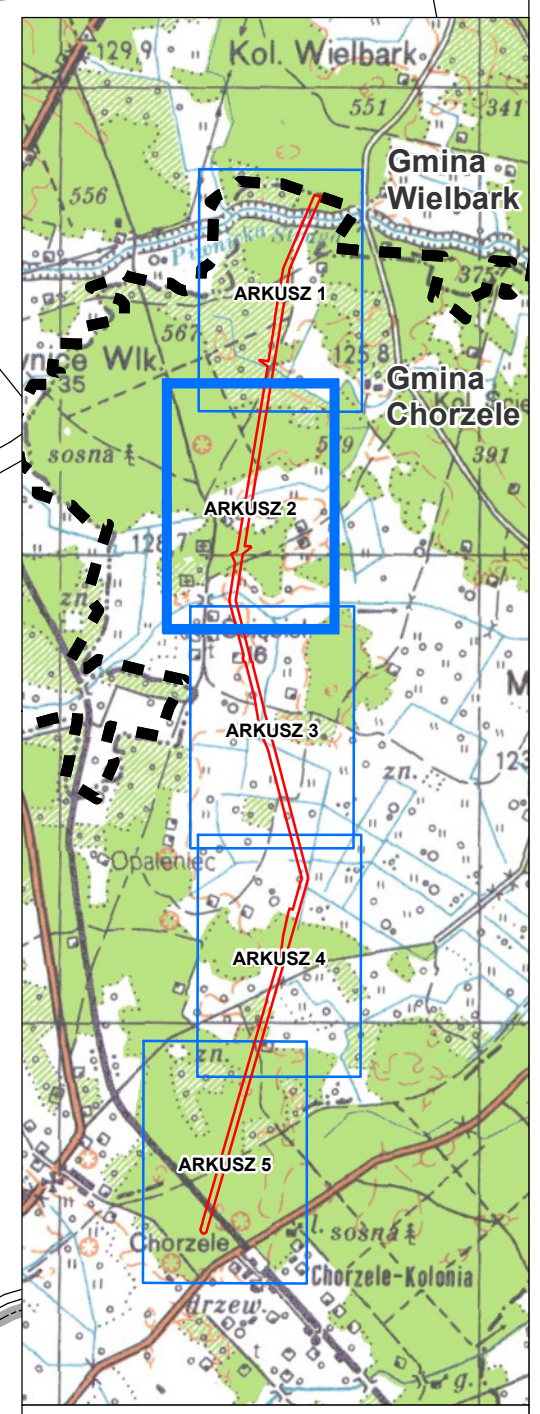 129,9
Kol. Wielbark
551
341
Gmina
Wielbark
556
375
ARKUSZ 1
567
125.8
Wlk
35
Gmina
Chorzele
579
391
sosna
ARKUSZ 2
128.7
zn.
6
M
ARKUSZ 3
123
zn.
Opaleniec
ARKUSZ 4
zn.
ARKUSZ 5
l. sosna
Chorzele
Chorzele-Kolonia
drzew.
t
g.